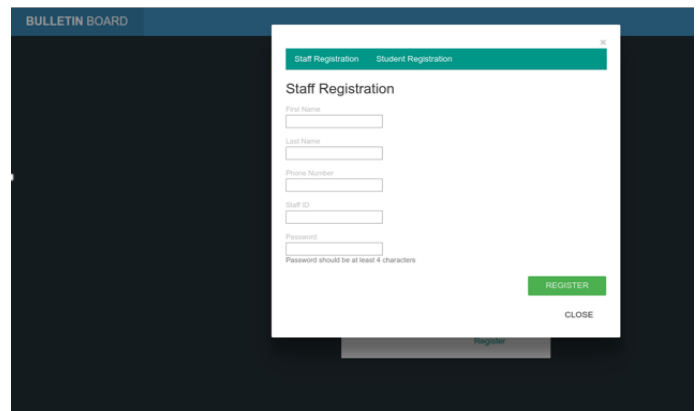 BULLETIN BOARD
×
Staff Registration Student Registration
Staff Registration
First Name
Last Name
Phone Number
Staff ID
Password
Password should be at least 4 characters
REGISTER
CLOSE
Register